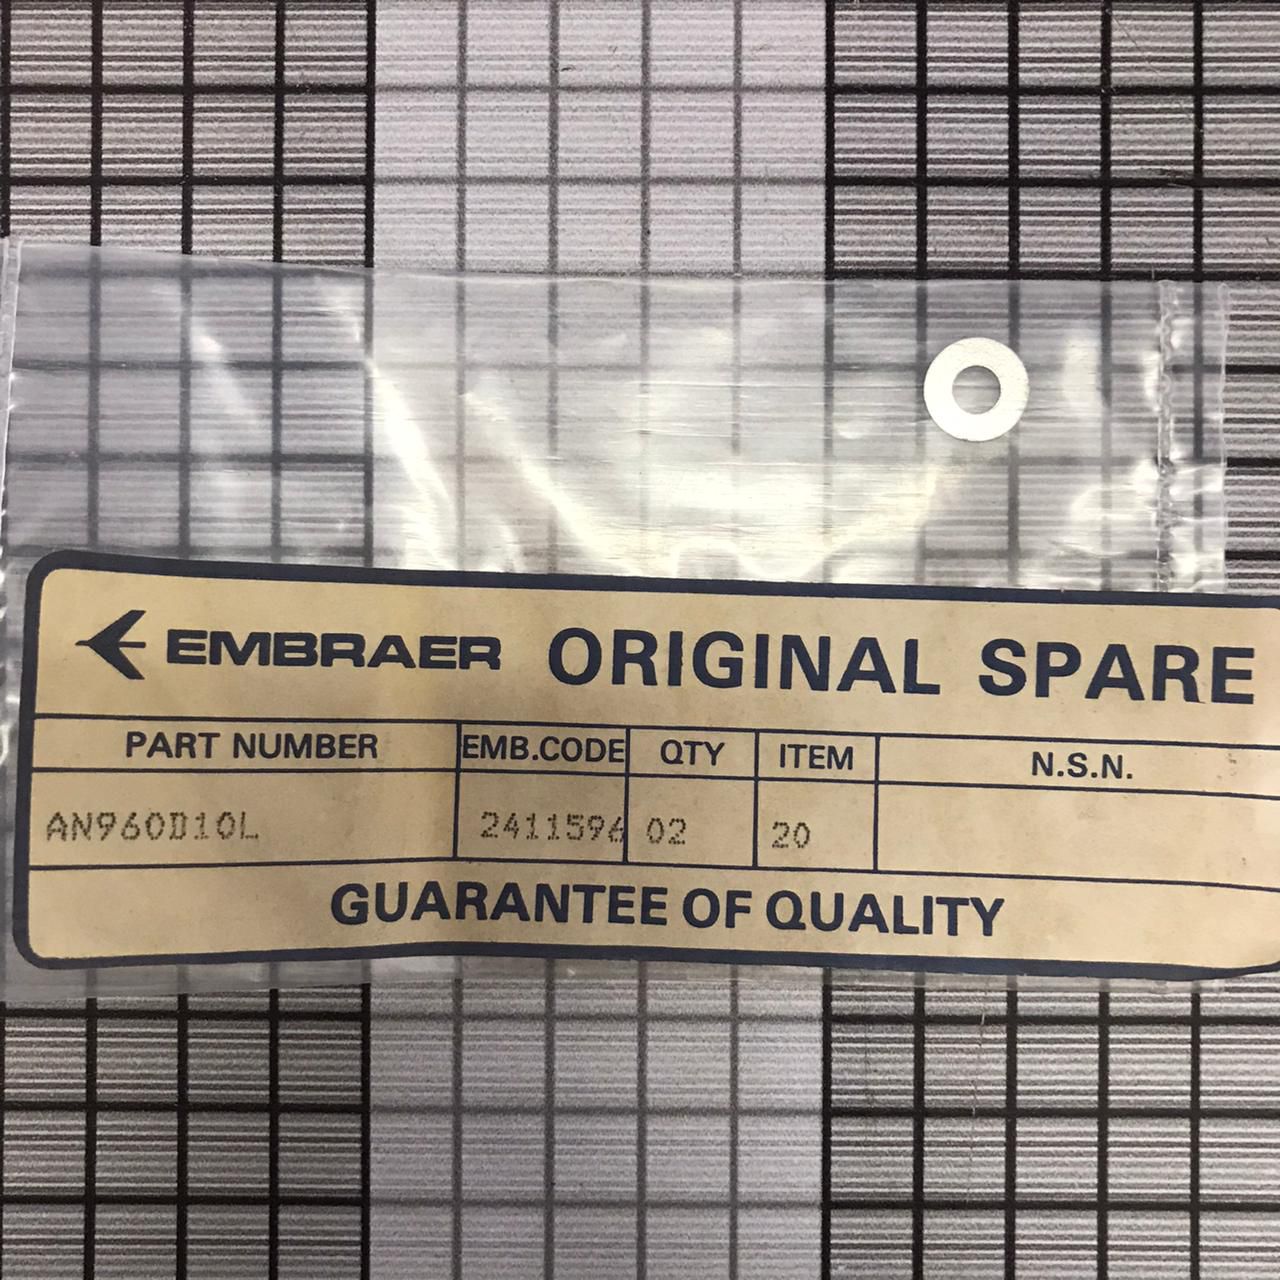 EMBRAER ORIGINAL SPARE
PART NUMBER EMB.CODE QTY ITEM N.S.N.
AN960D10L 2411596 02 20
GUARANTEE OF QUALITY